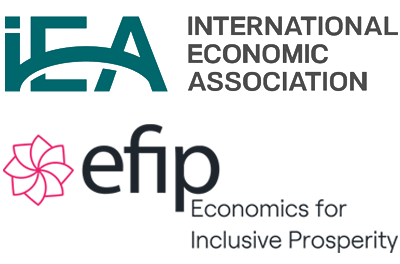 iEA
INTERNATIONAL
ECONOMIC
ASSOCIATION
efip
Economics for
Inclusive Prosperity